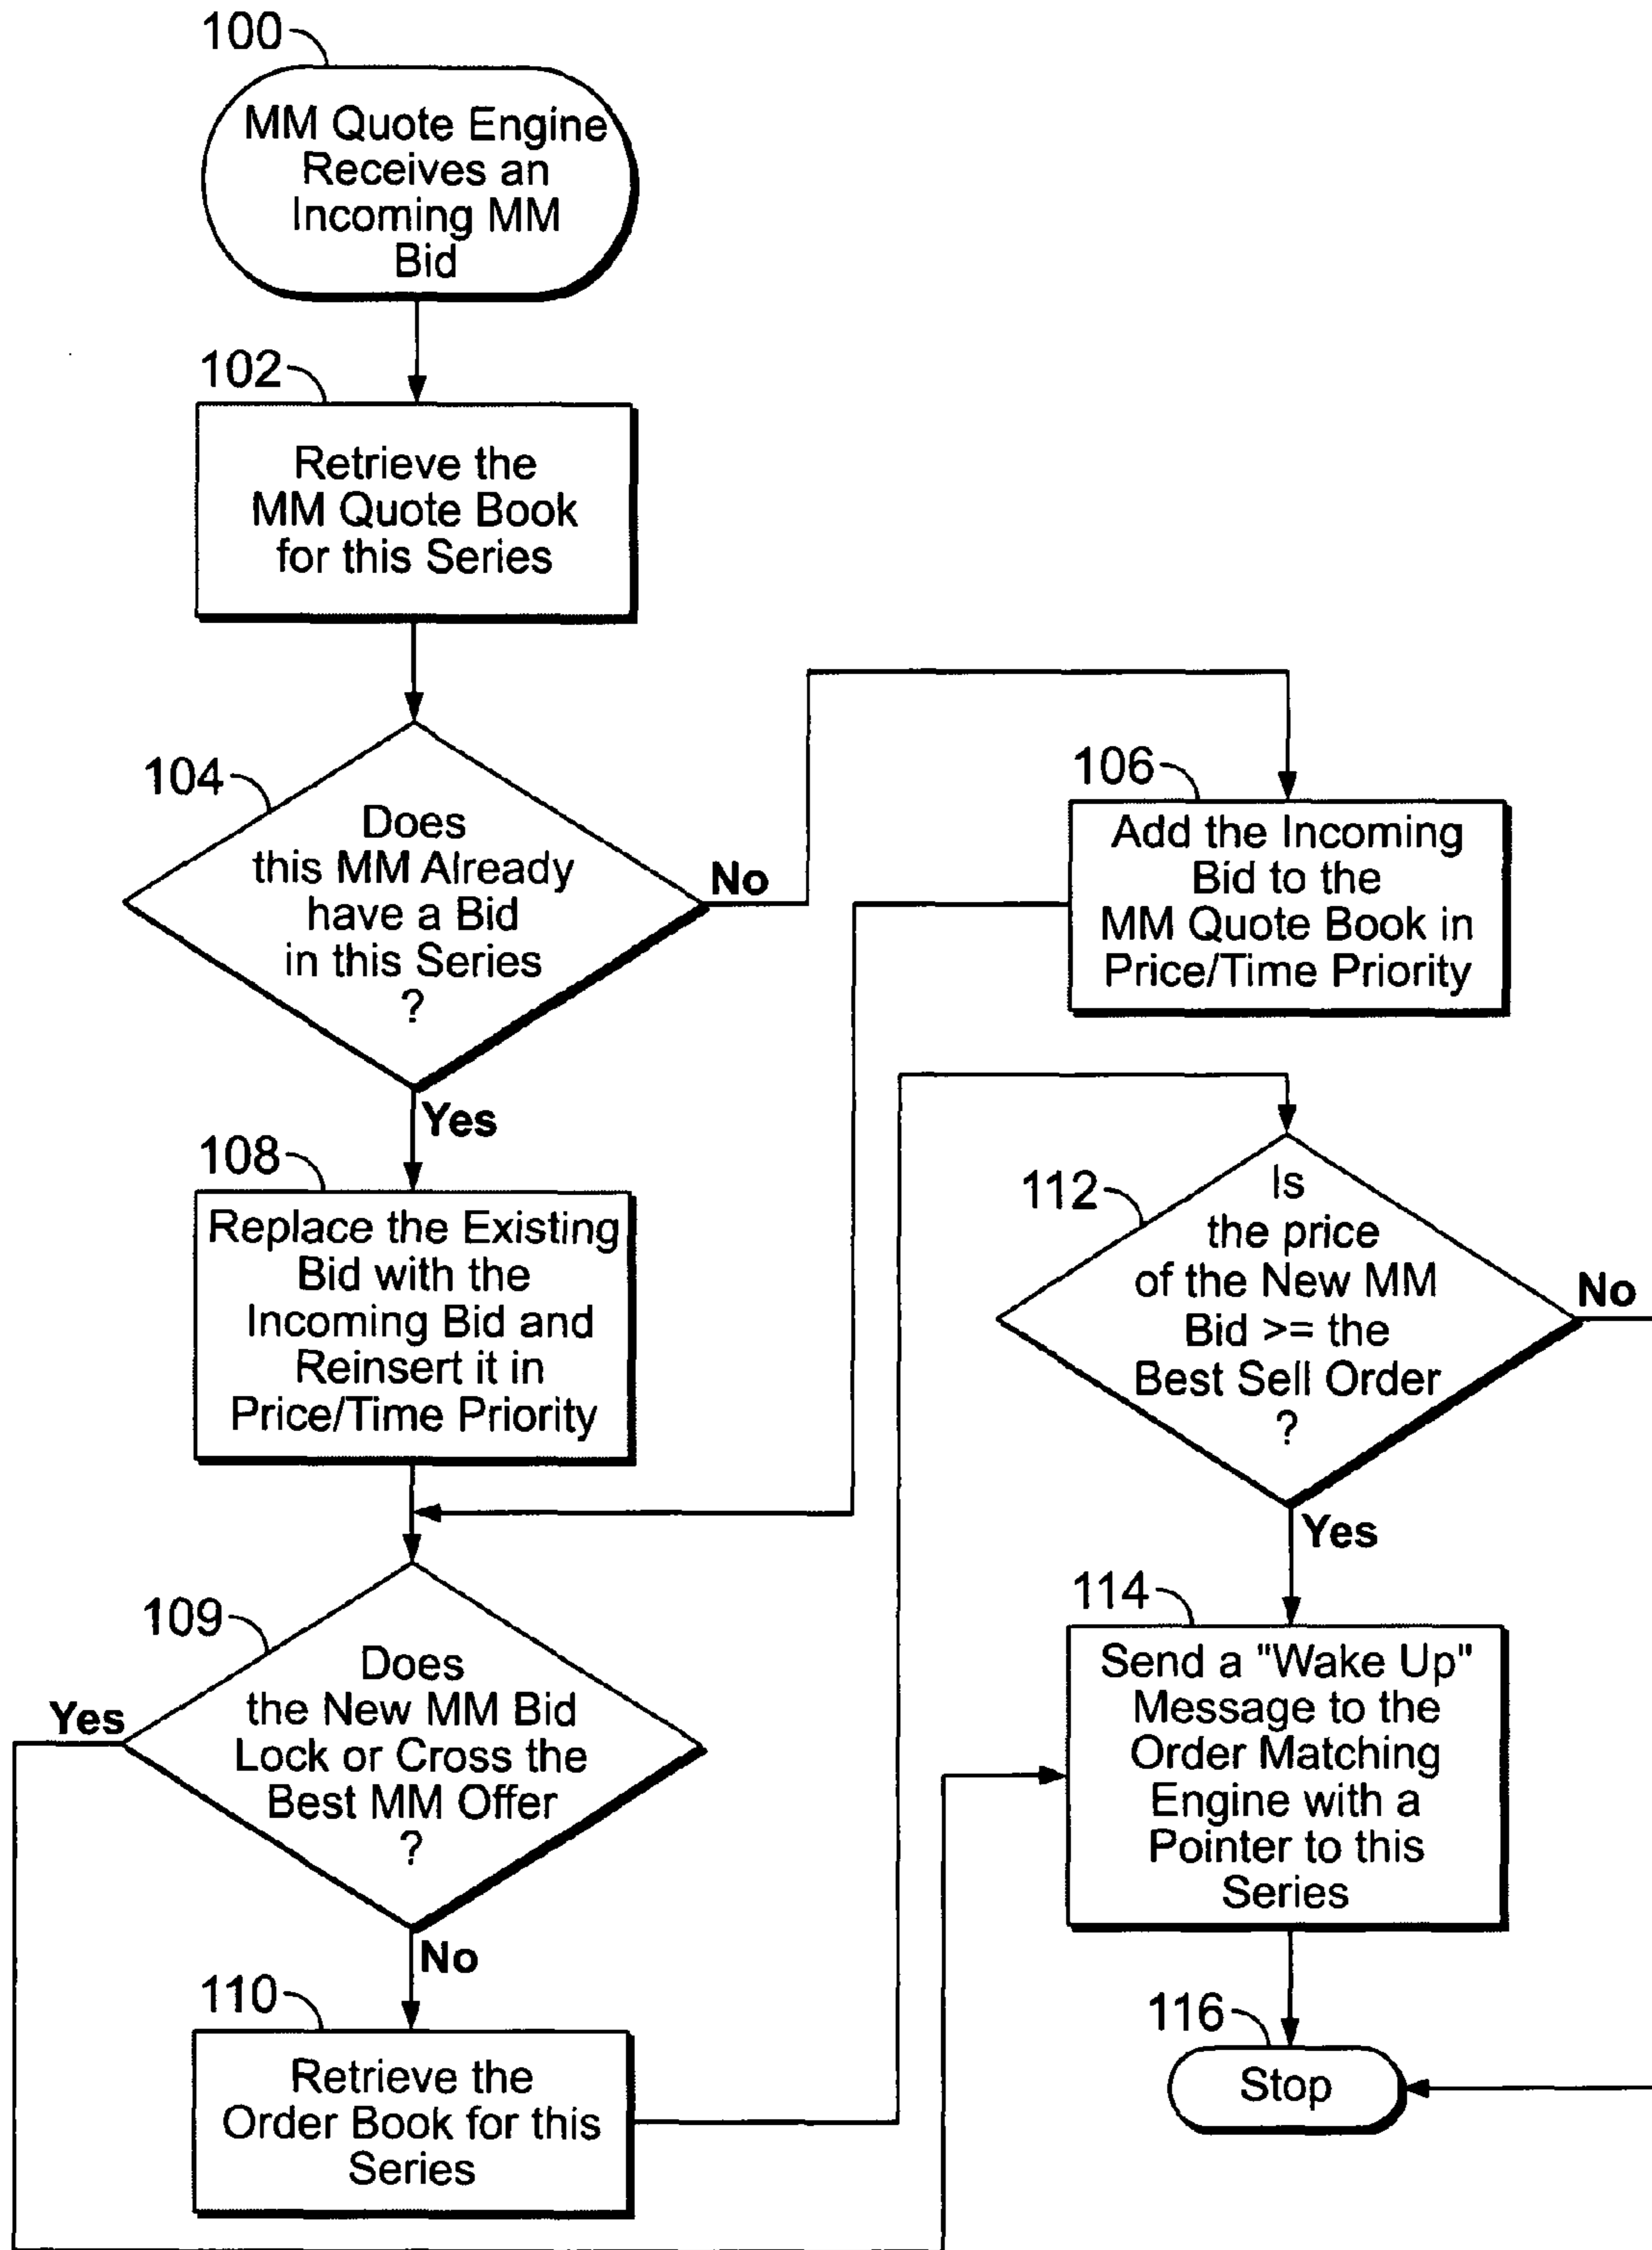 100
MM Quote Engine
Receives an
Incoming MM
Bid
102
Retrieve the
MM Quote Book
for this Series
104
Does
this MM Already
have a Bid
in this Series
?
No
Yes
106
Add the Incoming
Bid to the
MM Quote Book in
Price/Time Priority
108
Replace the Existing
Bid with the
Incoming Bid and
Reinsert it in
Price/Time Priority
109
Does
the New MM Bid
Lock or Cross the
Best MM Offer
?
Yes
No
110
Retrieve the
Order Book for this
Series
112
Is
the price
of the New MM
Bid >= the
Best Sell Order
?
No
Yes
114
Send a "Wake Up"
Message to the
Order Matching
Engine with a
Pointer to this
Series
116
Stop